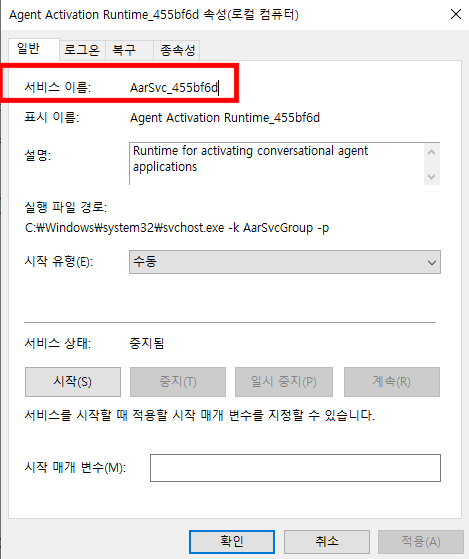 Agent Activation Runtime_455bf6d 속성(로컬 컴퓨터)
일반 로그온 복구 종속성
서비스 이름: AarSvc_455bf6d
표시 이름: Agent Activation Runtime_455bf6d
설명: Runtime for activating conversational agent
applications
실행 파일 경로:
C:₩Windows₩system32₩svchost.exe -k AarSvcGroup -p
시작 유형(E): 수동
서비스 상태: 중지됨
시작(S) 중지(T) 일시 중지(P) 계속(R)
서비스를 시작할 때 적용할 시작 매개 변수를 지정할 수 있습니다.
시작 매개 변수(M):
확인 취소 적용(A)